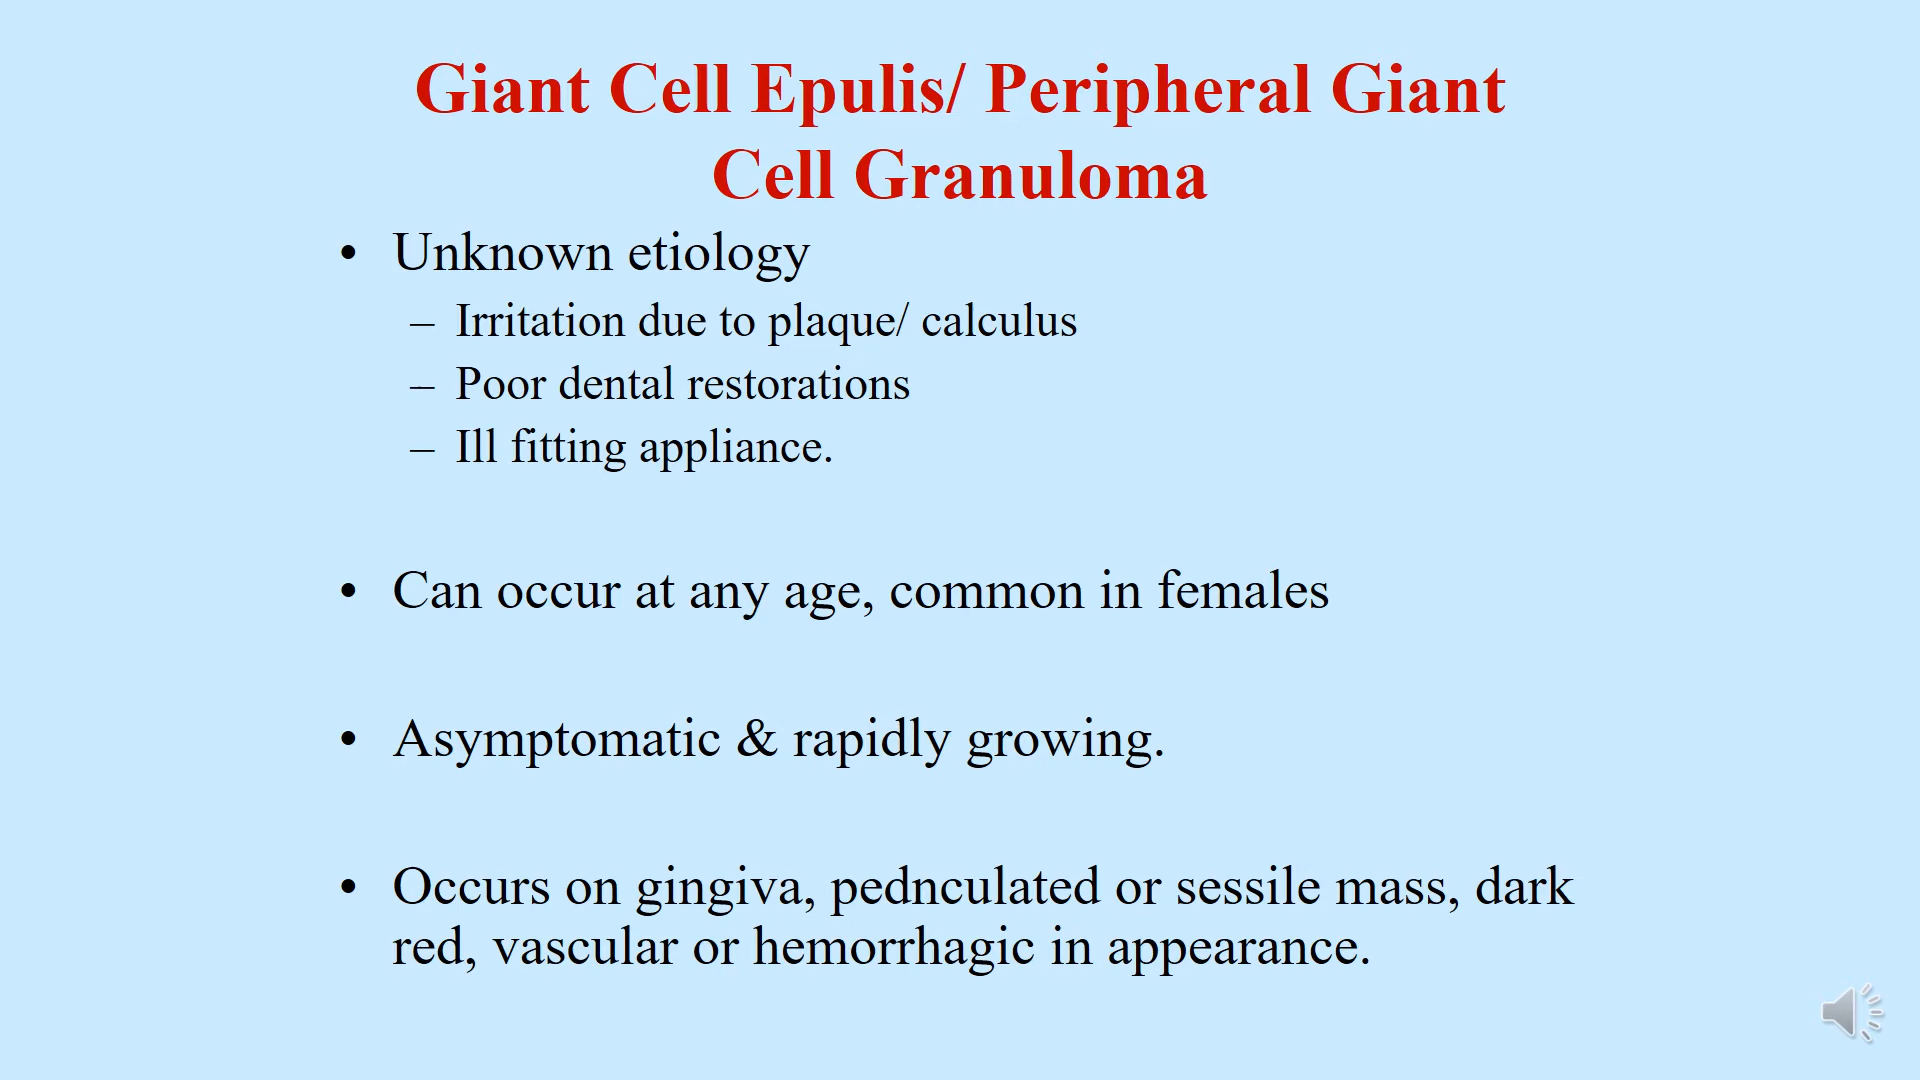 Giant Cell Epulis/ Peripheral Giant
Cell Granuloma
• Unknown etiology
– Irritation due to plaque/ calculus
– Poor dental restorations
– Ill fitting appliance.
• Can occur at any age, common in females
• Asymptomatic & rapidly growing.
• Occurs on gingiva, pednculated or sessile mass, dark
red, vascular or hemorrhagic in appearance.